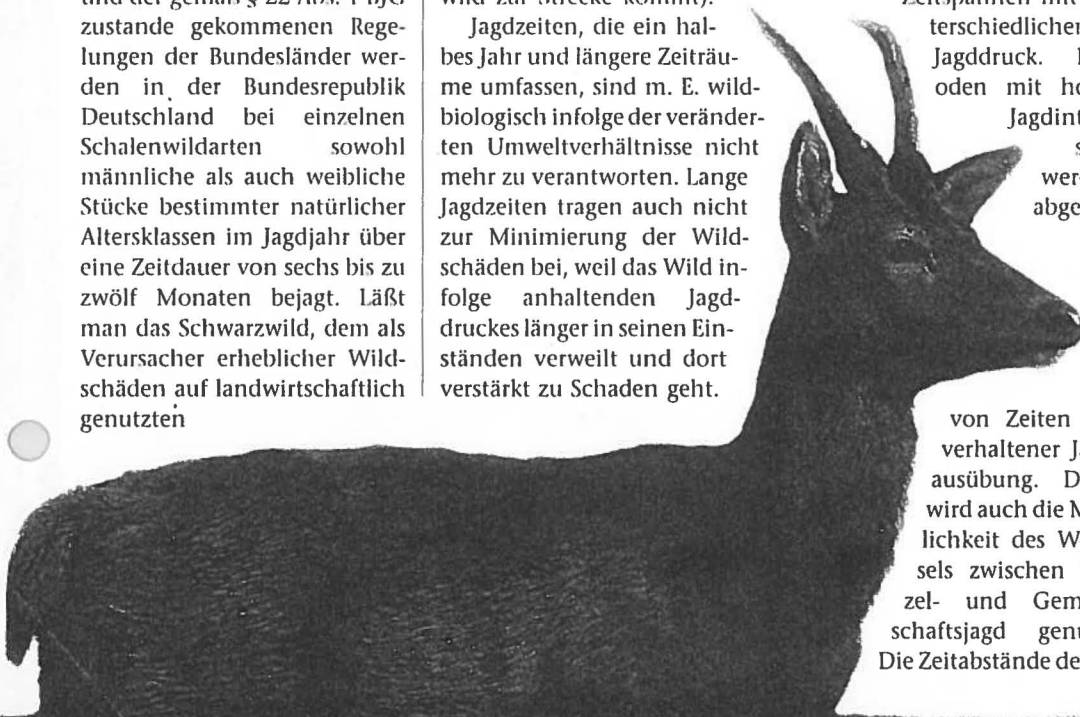 zustande gekommenen Rege-
lungen der Bundesländer wer-
den in der Bundesrepublik
Deutschland bei einzelnen
Schalenwildarten sowohl
männliche als auch weibliche
Stücke bestimmter natürlicher
Altersklassen im Jagdjahr über
eine Zeitdauer von sechs bis zu
zwölf Monaten bejagt. Läßt
man das Schwarzwild, dem als
Verursacher erheblicher Wild-
schäden auf landwirtschaftlich
genutzten
Jagdzeiten, die ein hal-
bes Jahr und längere Zeiträu-
me umfassen, sind m. E. wild-
biologisch infolge der veränder-
ten Umweltverhältnisse nicht
mehr zu verantworten. Lange
Jagdzeiten tragen auch nicht
zur Minimierung der Wild-
schäden bei, weil das Wild in-
folge anhaltenden Jagd-
druckes länger in seinen Ein-
ständen verweilt und dort
verstärkt zu Schaden geht.
terschiedlichen
Jagddruck.
oden mit
Jagdint
abge
von Zeiten
verhaltener
ausübung.
wird auch die
lichkeit des
sels zwischen
zel- und Gem
schaftsjagd
Die Zeitabstände